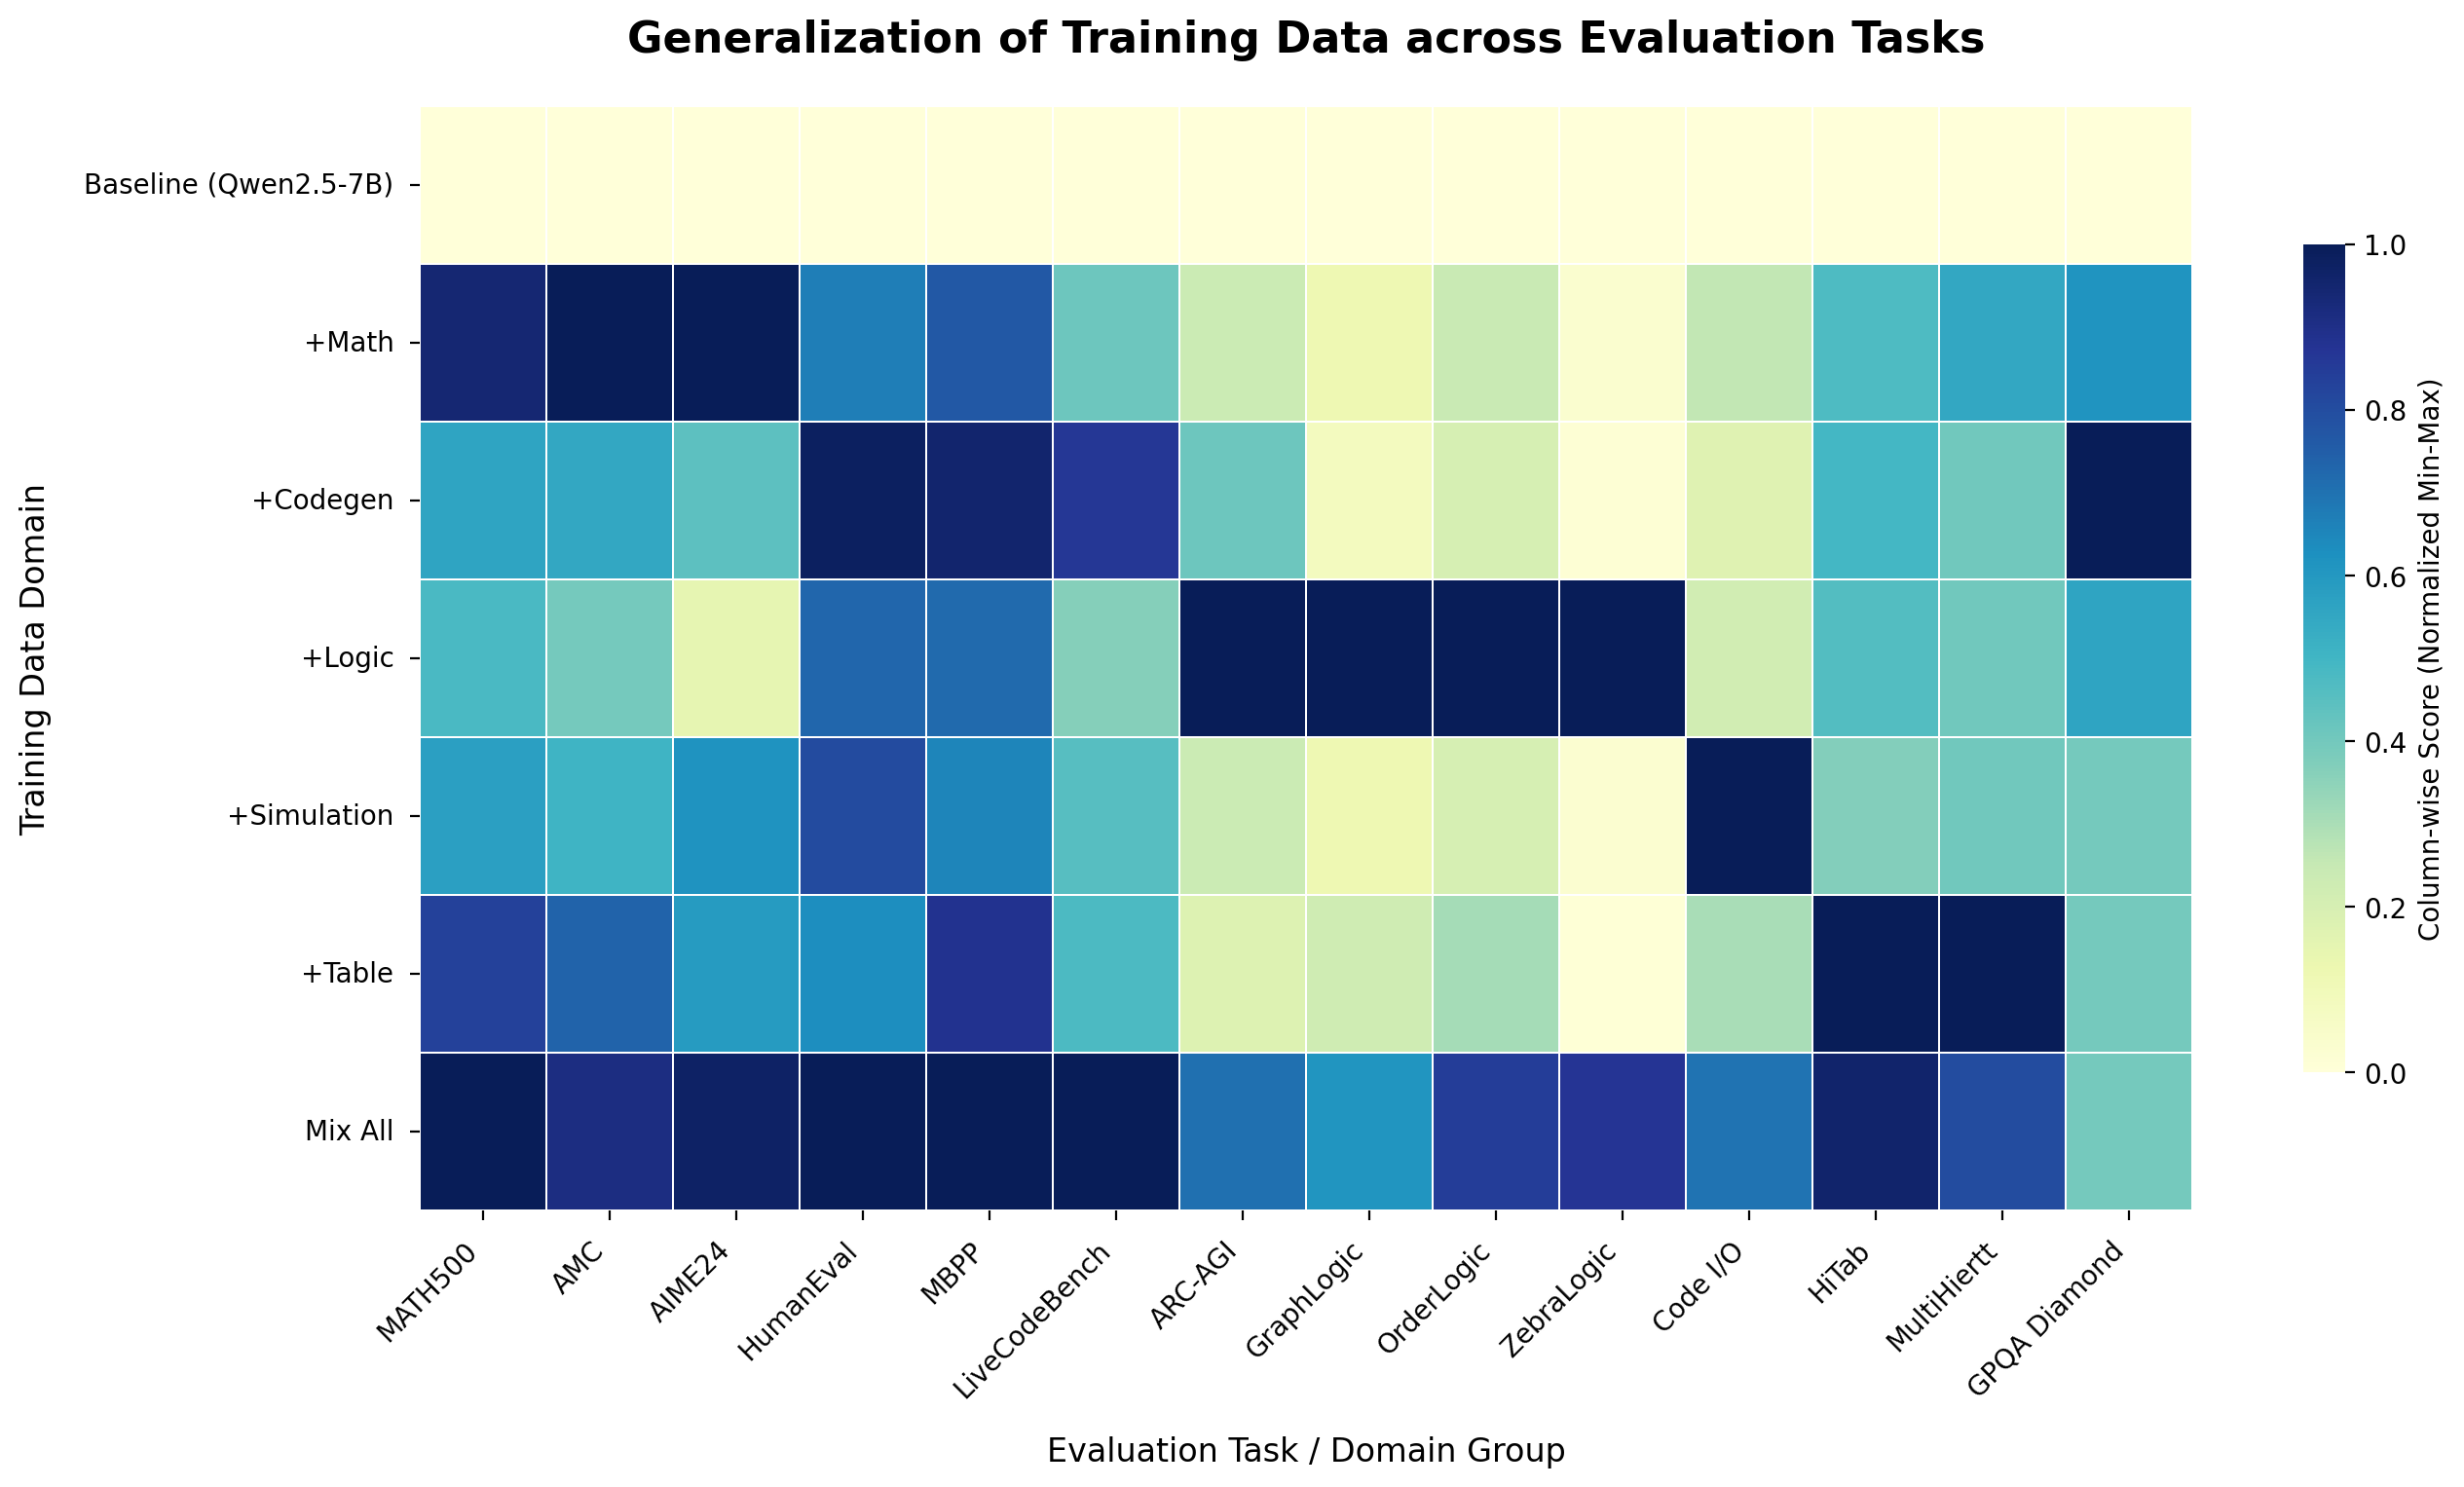 Generalization of Training Data across Evaluation Tasks
Training Data Domain
Baseline (Qwen2.5-7B)
+Math
+Codegen
+Logic
+Simulation
+Table
Mix All
MATH500
AMC
AIME24
HumanEval
MBPP
LiveCodeBench
ARC-AGI
GraphLogic
OrderLogic
ZebraLogic
Code I/O
HiTab
MultiHiertt
GPQA Diamond
Evaluation Task / Domain Group
1.0
0.8
0.6
0.4
0.2
0.0
Column-wise Score (Normalized Min-Max)